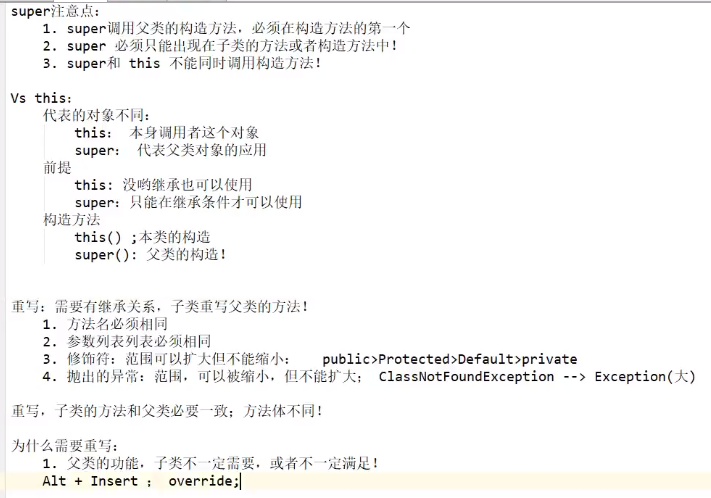 super注意点：
1. super调用父类的构造方法，必须在构造方法的第一个
2. super 必须只能出现在子类的方法或者构造方法中！
3. super和 this 不能同时调用构造方法！
Vs this：
代表的对象不同：
this： 本身调用者这个对象
super： 代表父类对象的应用
前提
this：没哟继承也可以使用
super：只能在继承条件才可以使用
构造方法
this() ;本类的构造
super()：父类的构造！
重写：需要有继承关系，子类重写父类的方法！
1. 方法名必须相同
2. 参数列表列表必须相同
3. 修饰符：范围可以扩大但不能缩小： public>Protected>Default>private
4. 抛出的异常：范围，可以被缩小，但不能扩大； ClassNotFoundException --> Exception(大)
重写，子类的方法和父类必要一致；方法体不同！
为什么需要重写：
1. 父类的功能，子类不一定需要，或者不一定满足！
Alt + Insert ； override;